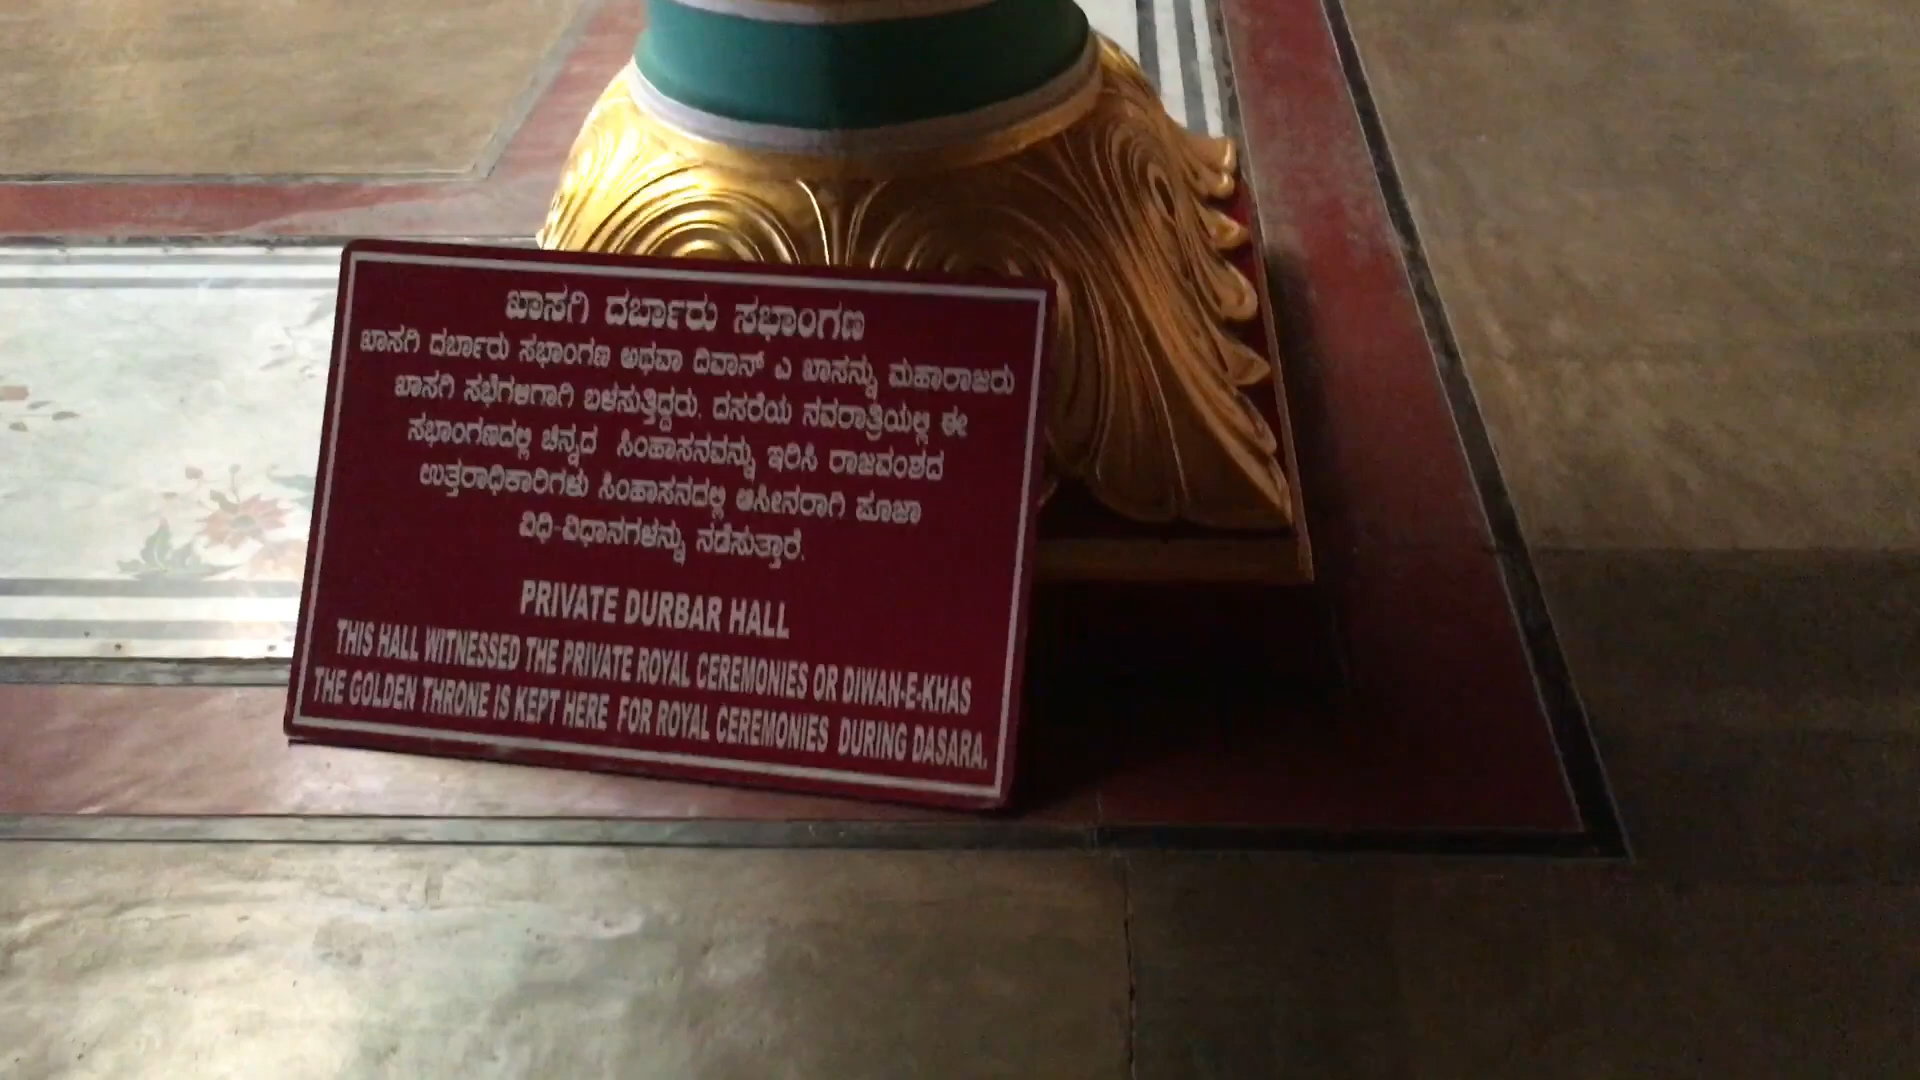 ಖಾಸಗಿ ದರ್ಬಾರು ಸಭಾಂಗಣ
ಖಾಸಗಿ ದರ್ಬಾರು ಸಭಾಂಗಣ ಅಥವಾ ದಿವಾನ್ ಎ ಖಾಸನ್ನು ಮಹಾರಾಜರು
ಖಾಸಗಿ ಸಭೆಗಳಿಗಾಗಿ ಬಳಸುತ್ತಿದ್ದರು. ದಸರೆಯ ನವರಾತ್ರಿಯಲ್ಲಿ ಈ
ಸಭಾಂಗಣದಲ್ಲಿ ಚಿನ್ನದ ಸಿಂಹಾಸನವನ್ನು ಇರಿಸಿ ರಾಜವಂಶದ
ಉತ್ತರಾಧಿಕಾರಿಗಳು ಸಿಂಹಾಸನದಲ್ಲಿ ಆಸೀನರಾಗಿ ಪೂಜಾ
ವಿಧಿ-ವಿಧಾನಗಳನ್ನು ನಡೆಸುತ್ತಾರೆ.
PRIVATE DURBAR HALL
THIS HALL WITNESSED THE PRIVATE ROYAL CEREMONIES OR DIWAN-E-KHAS
THE GOLDEN THRONE IS KEPT HERE FOR ROYAL CEREMONIES DURING DASARA.